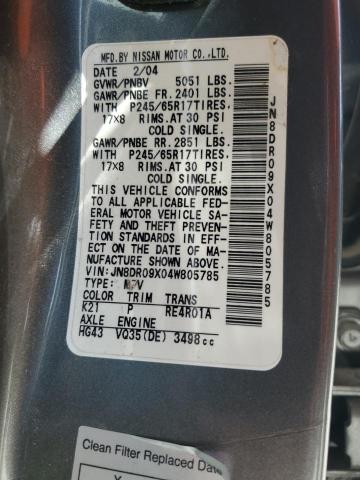 MFD.BY NISSAN MOTOR CO.,LTD.
DATE 2/04
GVWR/PNBV 5051 LBS.
GAWR/PNBE FR.2401 LBS.
WITH P245/65R17TIRES,
17X8 RIMS.AT 30 PSI
COLD SINGLE.
GAWR/PNBE RR.2851 LBS.
WITH P245/65R17TIRES,
17X8 RIMS.AT 30 PSI
COLD SINGLE.
THIS VEHICLE CONFORMS
TO ALL APPLICABLE FED-
ERAL MOTOR VEHICLE SA-
FETY AND THEFT PREVEN-
TION STANDARDS IN EFF-
ECT ON THE DATE OF MA-
NUFACTURE SHOWN ABOVE.
VIN:JN8DR09X04W805785
TYPE: MPV
COLOR TRIM TRANS
K21 P RE4R01A
AXLE ENGINE
HG43 VQ35(DE) 3498cc
JN8DR09X04W805785
Clean Filter Replaced Date